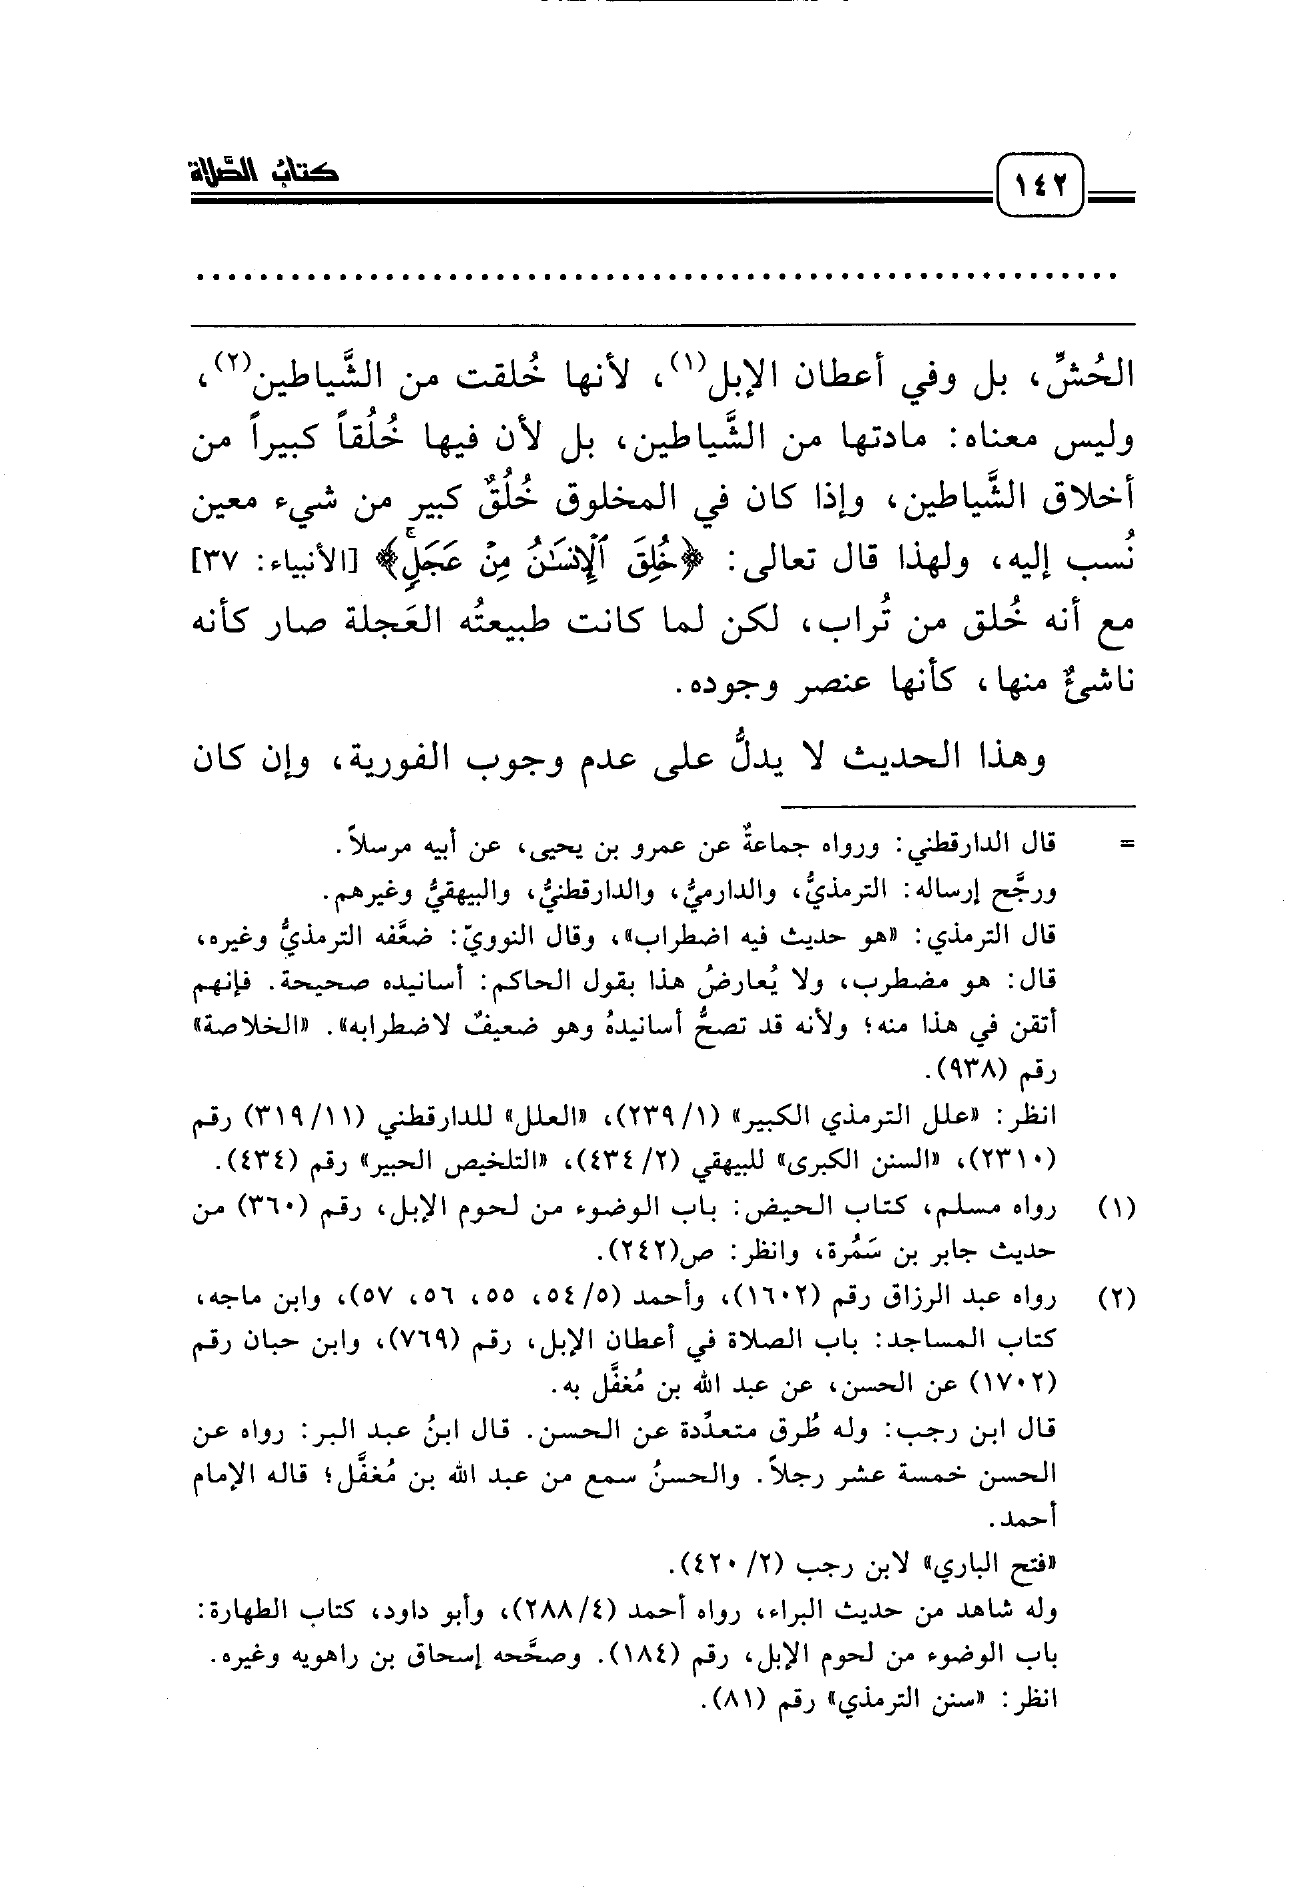 ١٤٢
كتاب الصَّلاة
الحُشِّ، بل وفي أعطان الإبل(١)، لأنها خُلقت من الشَّياطين(٢)،
وليس معناه: مادتها من الشَّياطين، بل لأن فيها خُلُقاً كبيراً من
أخلاق الشَّياطين، وإذا كان في المخلوق خُلُقٌ كبير من شيء معين
نُسب إليه، ولهذا قال تعالى: ﴿خُلِقَ ٱلْإِنسَٰنُ مِنْ عَجَلٍۚ﴾ [الأنبياء: ٣٧]
مع أنه خُلق من تُراب، لكن لما كانت طبيعتُه العَجلة صار كأنه
ناشئٌ منها، كأنها عنصر وجوده.
وهذا الحديث لا يدلُّ على عدم وجوب الفورية، وإن كان
= قال الدارقطني: ورواه جماعةٌ عن عمرو بن يحيى، عن أبيه مرسلاً.
ورجَّح إرساله: الترمذيُّ، والدارميُّ، والدارقطنيُّ، والبيهقيُّ وغيرهم.
قال الترمذي: «هو حديث فيه اضطراب»، وقال النوويّ: ضعَّفه الترمذيُّ وغيره،
قال: هو مضطرب، ولا يُعارضُ هذا بقول الحاكم: أسانيده صحيحة. فإنهم
أتقن في هذا منه؛ ولأنه قد تصحُّ أسانيدهُ وهو ضعيفٌ لاضطرابه». «الخلاصة»
رقم (٩٣٨).
انظر: «علل الترمذي الكبير» (١/ ٢٣٩)، «العلل» للدارقطني (١١/ ٣١٩) رقم
(٢٣١٠)، «السنن الكبرى» للبيهقي (٢/ ٤٣٤)، «التلخيص الحبير» رقم (٤٣٤).
(١) رواه مسلم، كتاب الحيض: باب الوضوء من لحوم الإبل، رقم (٣٦٠) من
حديث جابر بن سَمُرة، وانظر: ص(٢٤٢).
(٢) رواه عبد الرزاق رقم (١٦٠٢)، وأحمد (٥/ ٥٤، ٥٥، ٥٦، ٥٧)، وابن ماجه،
كتاب المساجد: باب الصلاة في أعطان الإبل، رقم (٧٦٩)، وابن حبان رقم
(١٧٠٢) عن الحسن، عن عبد الله بن مُغفَّل به.
قال ابن رجب: وله طُرق متعدِّدة عن الحسن. قال ابنُ عبد البر: رواه عن
الحسن خمسة عشر رجلاً. والحسنُ سمع من عبد الله بن مُغفَّل؛ قاله الإمام
أحمد.
«فتح الباري» لابن رجب (٢/ ٤٢٠).
وله شاهد من حديث البراء، رواه أحمد (٤/ ٢٨٨)، وأبو داود، كتاب الطهارة:
باب الوضوء من لحوم الإبل، رقم (١٨٤). وصحَّحه إسحاق بن راهويه وغيره.
انظر: «سنن الترمذي» رقم (٨١).